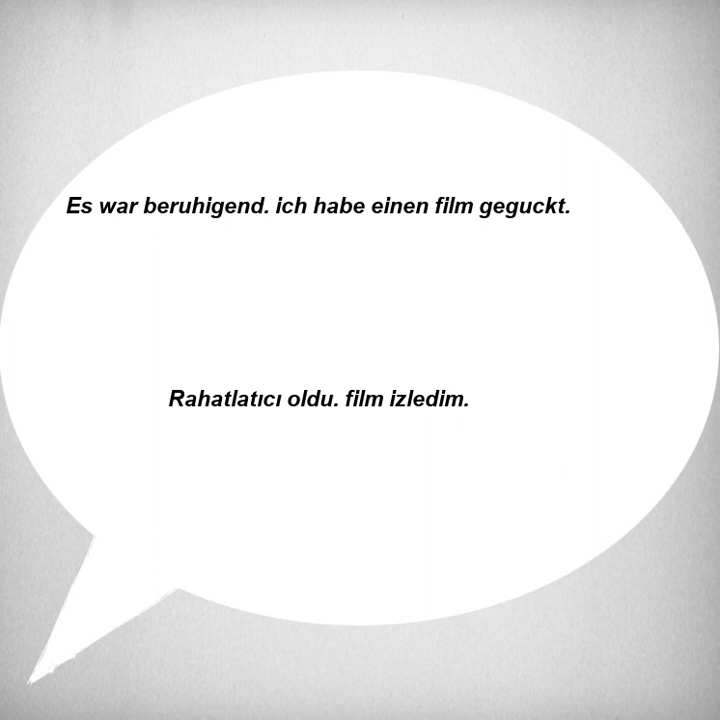 Es war beruhigend. ich habe einen film geguckt.
Rahatlatıcı oldu. film izledim.